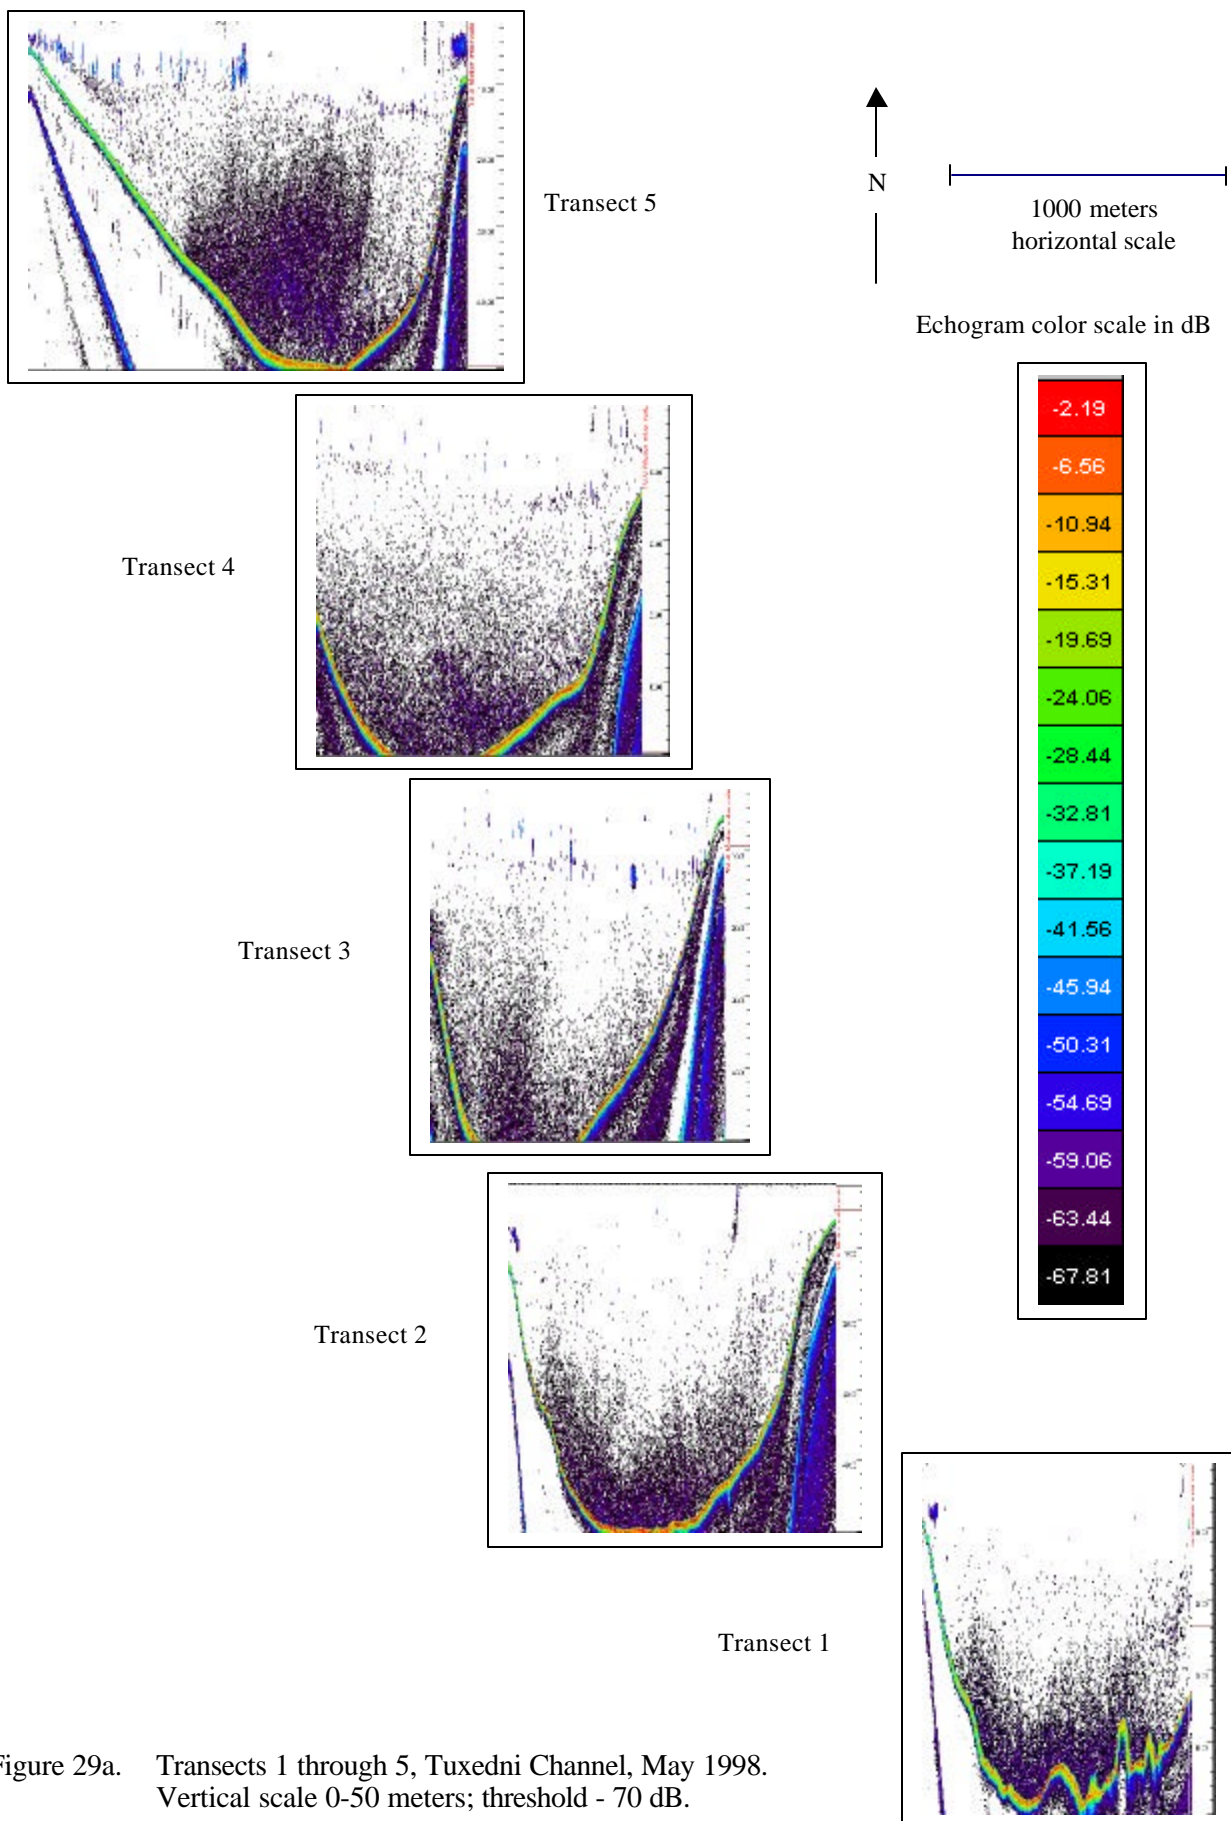 Transect 5
N
1000 meters
horizontal scale
Echogram color scale in dB
-2.19
-6.56
-10.94
-15.31
-19.69
-24.06
-28.44
-32.81
-37.19
-41.56
-45.94
-50.31
-54.69
-59.06
-63.44
-67.81
Transect 4
Transect 3
Transect 2
Transect 1
igure 29a. Transects 1 through 5, Tuxedni Channel, May 1998.
Vertical scale 0-50 meters; threshold - 70 dB.